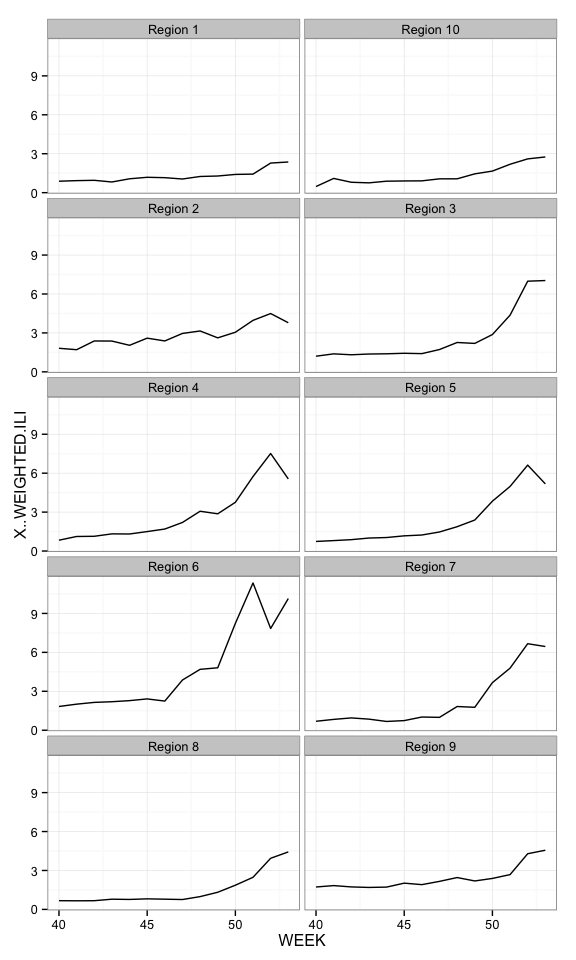 Region 1
Region 10
9
6
3
0
Region 2
Region 3
9
6
3
0
Region 4
Region 5
9
6
3
0
Region 6
Region 7
9
6
3
0
Region 8
Region 9
9
6
3
0
40 45 50 40 45 50
WEEK
X..WEIGHTED.ILI